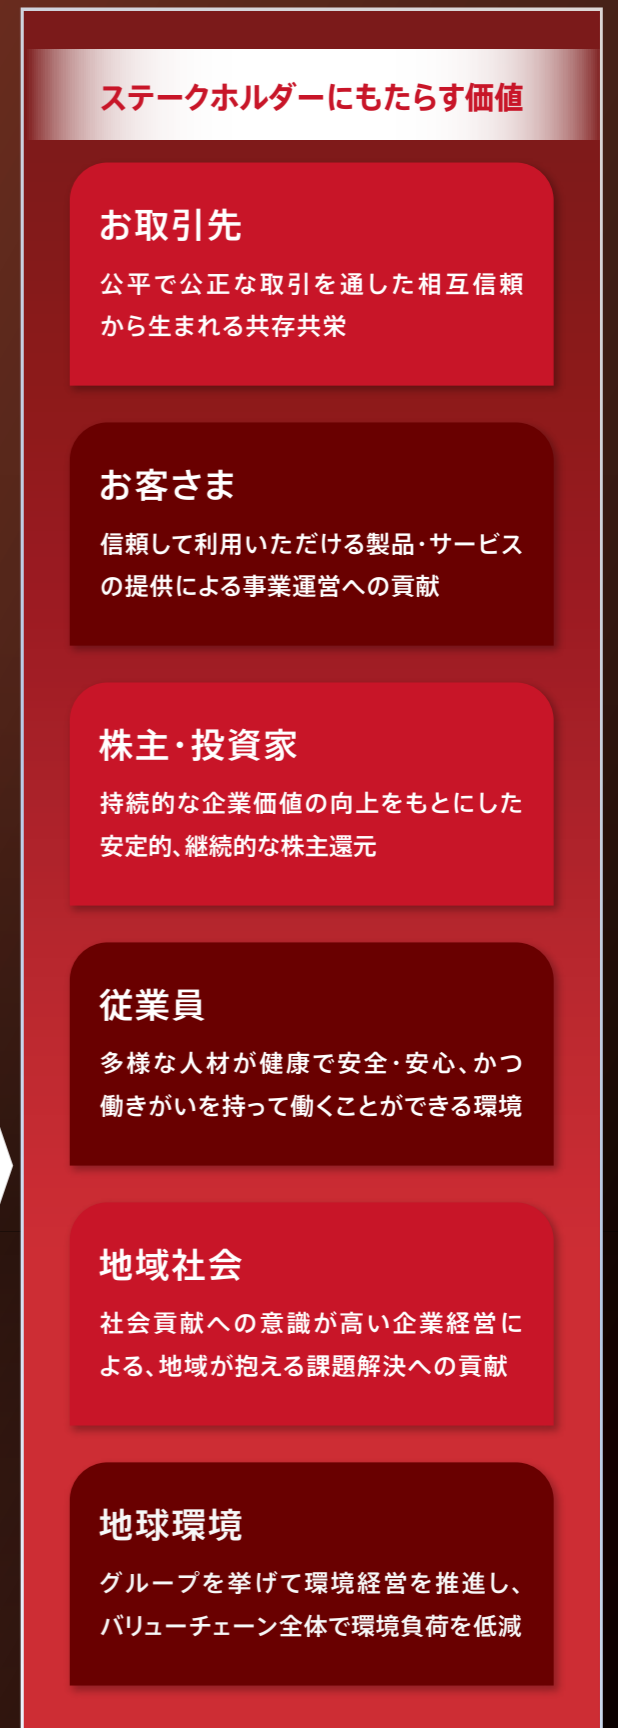 ステークホルダーにもたらす価値
お取引先
公平で公正な取引を通した相互信頼
から生まれる共存共栄
お客さま
信頼して利用いただける製品・サービス
の提供による事業運営への貢献
株主・投資家
持続的な企業価値の向上をもとにした
安定的、継続的な株主還元
従業員
多様な人材が健康で安全・安心、かつ
働きがいを持って働くことができる環境
地域社会
社会貢献への意識が高い企業経営に
よる、地域が抱える課題解決への貢献
地球環境
グループを挙げて環境経営を推進し、
バリューチェーン全体で環境負荷を低減